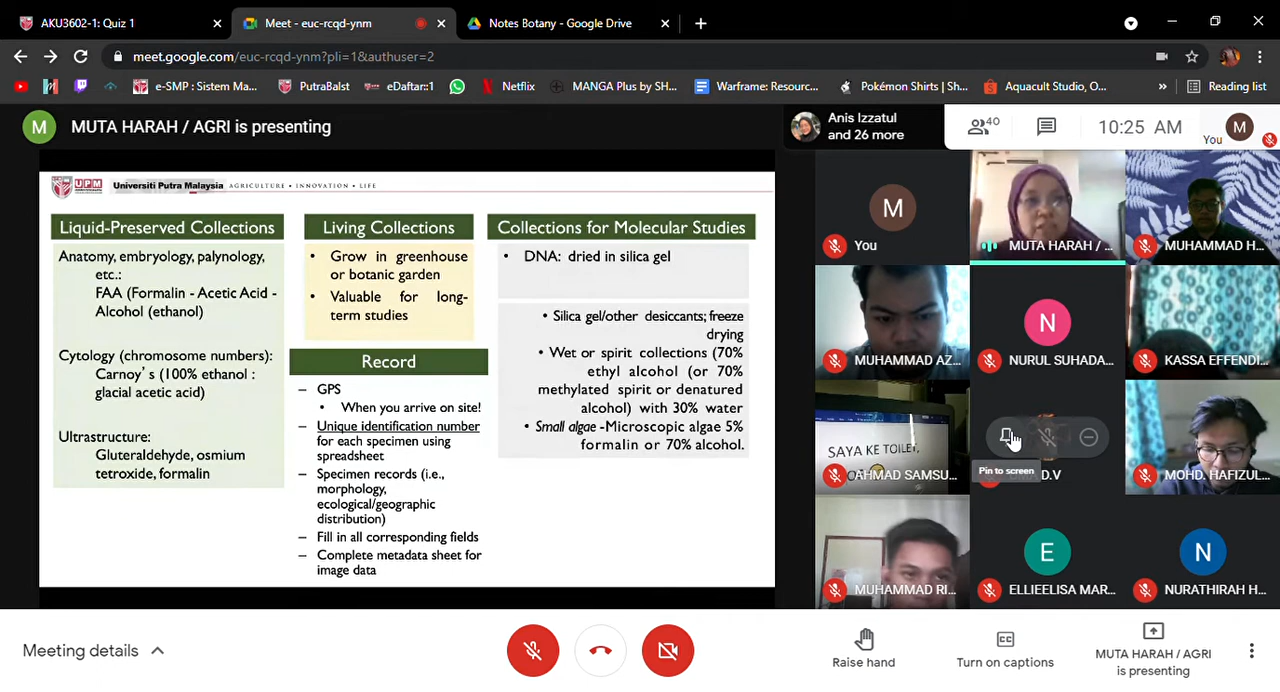 AKU3602-1: Quiz 1
Meet - euc-rcqd-ynm
Notes Botany - Google Drive
meet.google.com/euc-rcqd-ynm?pli=1&authuser=2
e-SMP : Sistem Ma...
PutraBalst
eDaftar::1
Netflix
MANGA Plus by SH...
Warframe: Resourc...
Pokémon Shirts | Sh...
Aquacult Studio, O...
»
Reading list
M
MUTA HARAH / AGRI is presenting
Anis Izzatul
and 26 more
40
10:25 AM
You
M
UPM
Universiti Putra Malaysia
AGRICULTURE • INNOVATION • LIFE
Liquid-Preserved Collections
Anatomy, embryology, palynology,
etc.:
FAA (Formalin - Acetic Acid -
Alcohol (ethanol)
Cytology (chromosome numbers):
Carnoy's (100% ethanol :
glacial acetic acid)
Ultrastructure:
Gluteraldehyde, osmium
tetroxide, formalin
Living Collections
• Grow in greenhouse
or botanic garden
• Valuable for long-
term studies
Record
– GPS
• When you arrive on site!
– Unique identification number
for each specimen using
spreadsheet
– Specimen records (i.e.,
morphology,
ecological/geographic
distribution)
– Fill in all corresponding fields
– Complete metadata sheet for
image data
Collections for Molecular Studies
• DNA: dried in silica gel
• Silica gel/other desiccants; freeze
drying
• Wet or spirit collections (70%
ethyl alcohol (or 70%
methylated spirit or denatured
alcohol) with 30% water
• Small algae -Microscopic algae 5%
formalin or 70% alcohol.
M
You
MUTA HARAH / ...
MUHAMMAD H...
MUHAMMAD AZ...
N
NURUL SUHADA...
KASSA EFFENDI...
SAYA KE TOILET,
AHMAD SAMSU...
Pin to screen
D.V
MOHD. HAFIZUL...
MUHAMMAD RI...
E
ELLIEELISA MAR...
N
NURATHIRAH H...
Meeting details
Raise hand
Turn on captions
MUTA HARAH / AGRI
is presenting